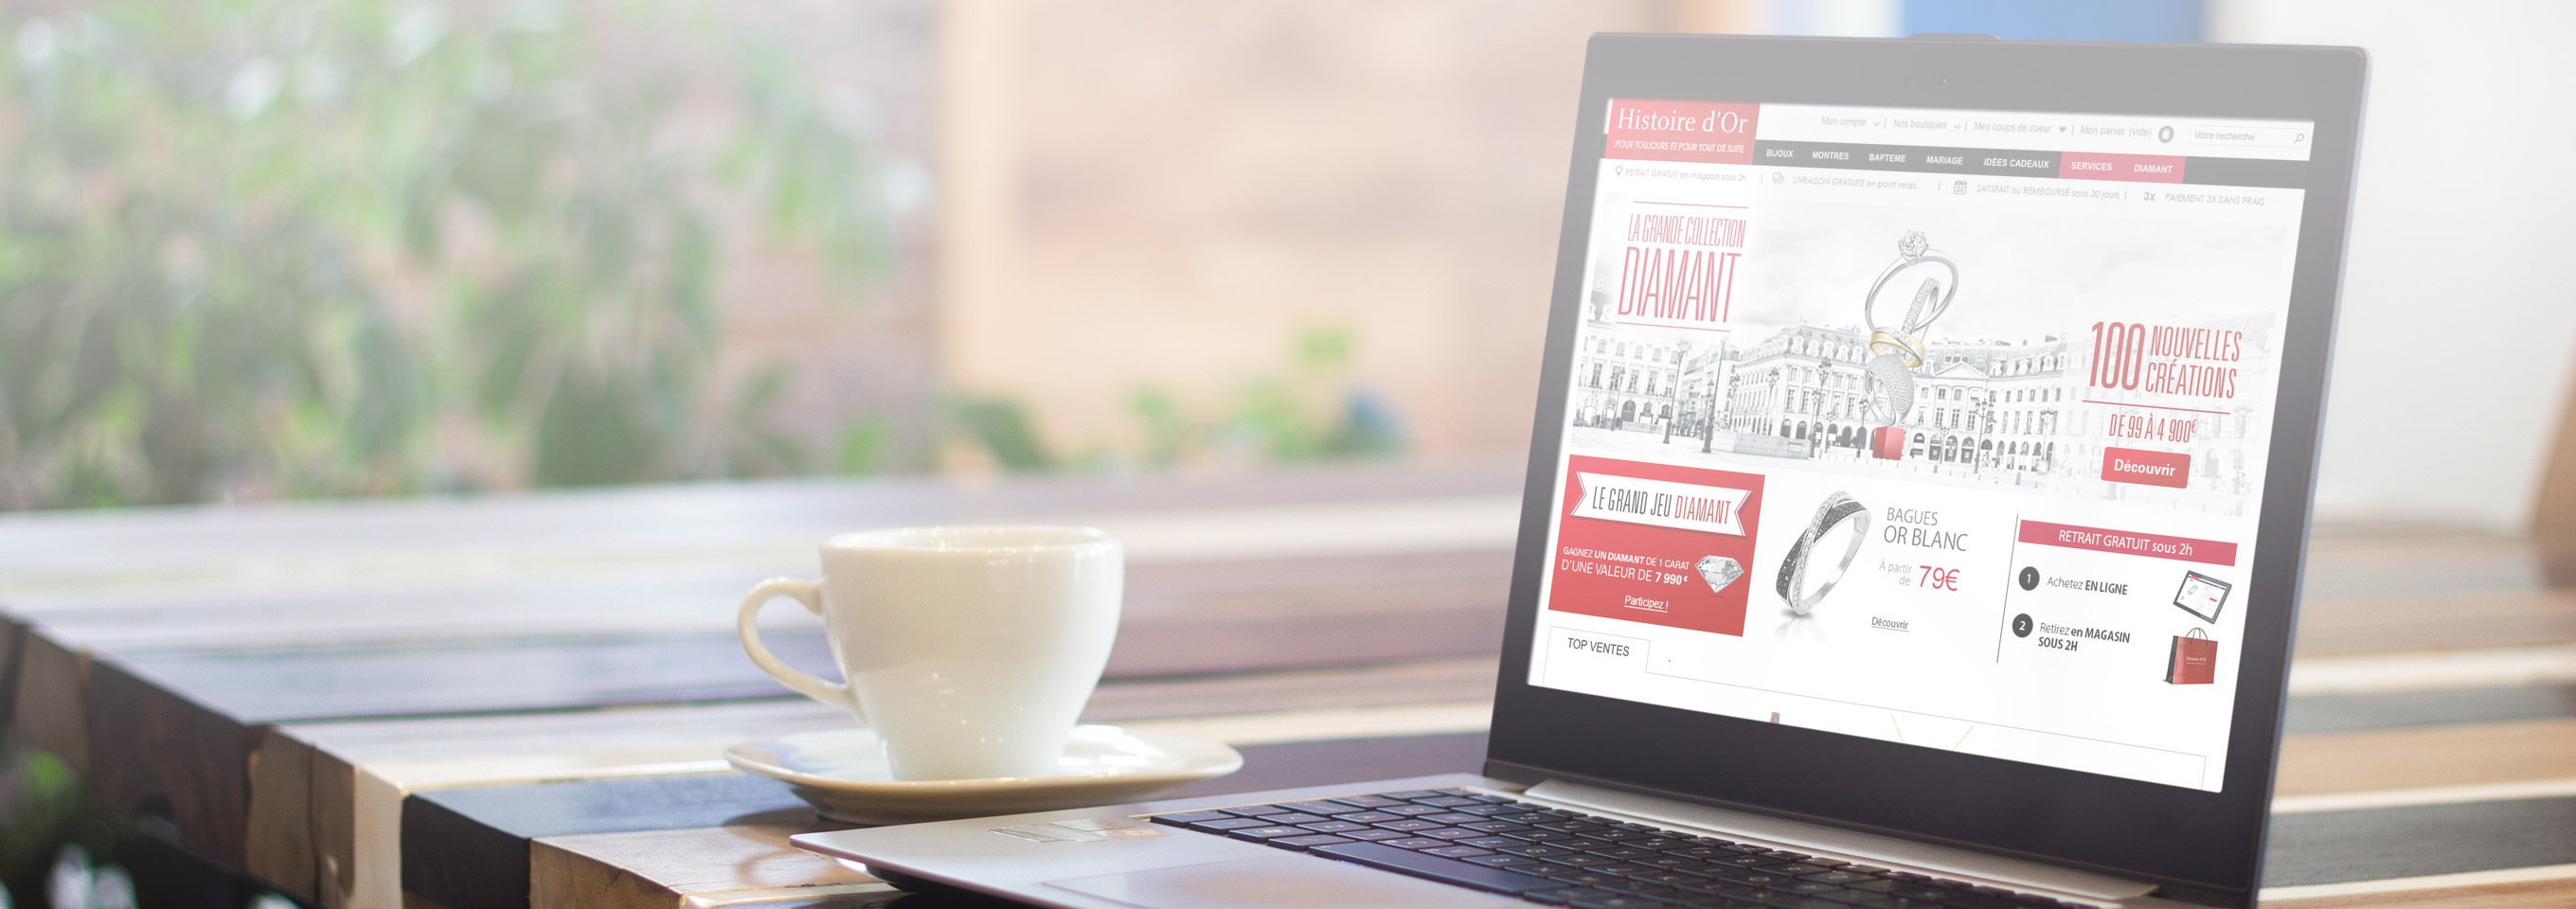 Histoire d'Or
POUR TOUJOURS ET POUR TOUT DE SUITE
Mon compte | Nos boutiques | Mes coups de coeur | Mon panier (vide)
Votre recherche
BIJOUX MONTRES BAPTEME MARIAGE IDÉES CADEAUX SERVICES DIAMANT
RETRAIT GRATUIT en magasin sous 2h | LIVRAISON GRATUITE en point relais | SATISFAIT ou REMBOURSÉ sous 30 jours | 3x PAIEMENT 3X SANS FRAIS
LA GRANDE COLLECTION
DIAMANT
100 NOUVELLES
CRÉATIONS
DE 99 À 4 900€
Découvrir
LE GRAND JEU DIAMANT
GAGNEZ UN DIAMANT DE 1 CARAT
D'UNE VALEUR DE 7 990€
Participez !
BAGUES
OR BLANC
À partir
de 79€
Découvrir
RETRAIT GRATUIT sous 2h
1 Achetez EN LIGNE
2 Retirez en MAGASIN
SOUS 2H
TOP VENTES